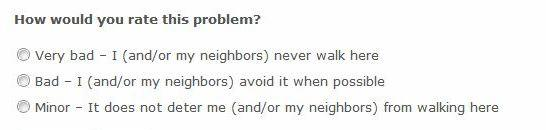 How would you rate this problem?
Very bad – I (and/or my neighbors) never walk here
Bad – I (and/or my neighbors) avoid it when possible
Minor – It does not deter me (and/or my neighbors) from walking here